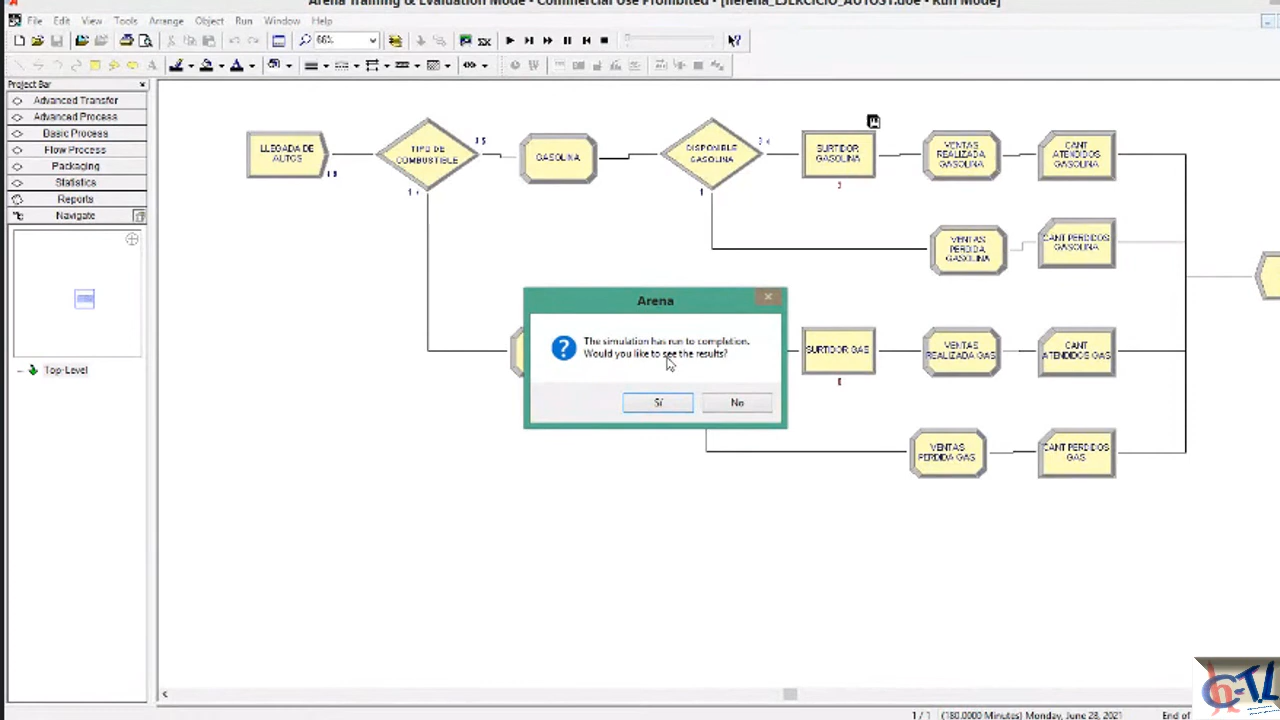 Arena Training & Evaluation Mode - Commercial Use Prohibited - [herena_EJERCICIO_AUTOS1.doe - Run Mode]
File Edit View Tools Arrange Object Run Window Help
66%
Project Bar
Advanced Transfer
Advanced Process
Basic Process
Flow Process
Packaging
Statistics
Reports
Navigate
Top-Level
LLEGADA DE
AUTOS
TIPO DE
COMBUSTIBLE
GASOLINA
DISPONIBLE
GASOLINA
SURTIDOR
GASOLINA
VENTAS
REALIZADA
GASOLINA
CANT
ATENDIDOS
GASOLINA
VENTAS
PERDIDA
GASOLINA
CANT PERDIDOS
GASOLINA
Arena
The simulation has run to completion.
Would you like to see the results?
Sí
No
SURTIDOR GAS
VENTAS
REALIZADA GAS
CANT
ATENDIDOS GAS
VENTAS
PERDIDA GAS
CANT PERDIDOS
GAS
1 / 1 (180.0000 Minutes) Monday, June 28, 2021 End of